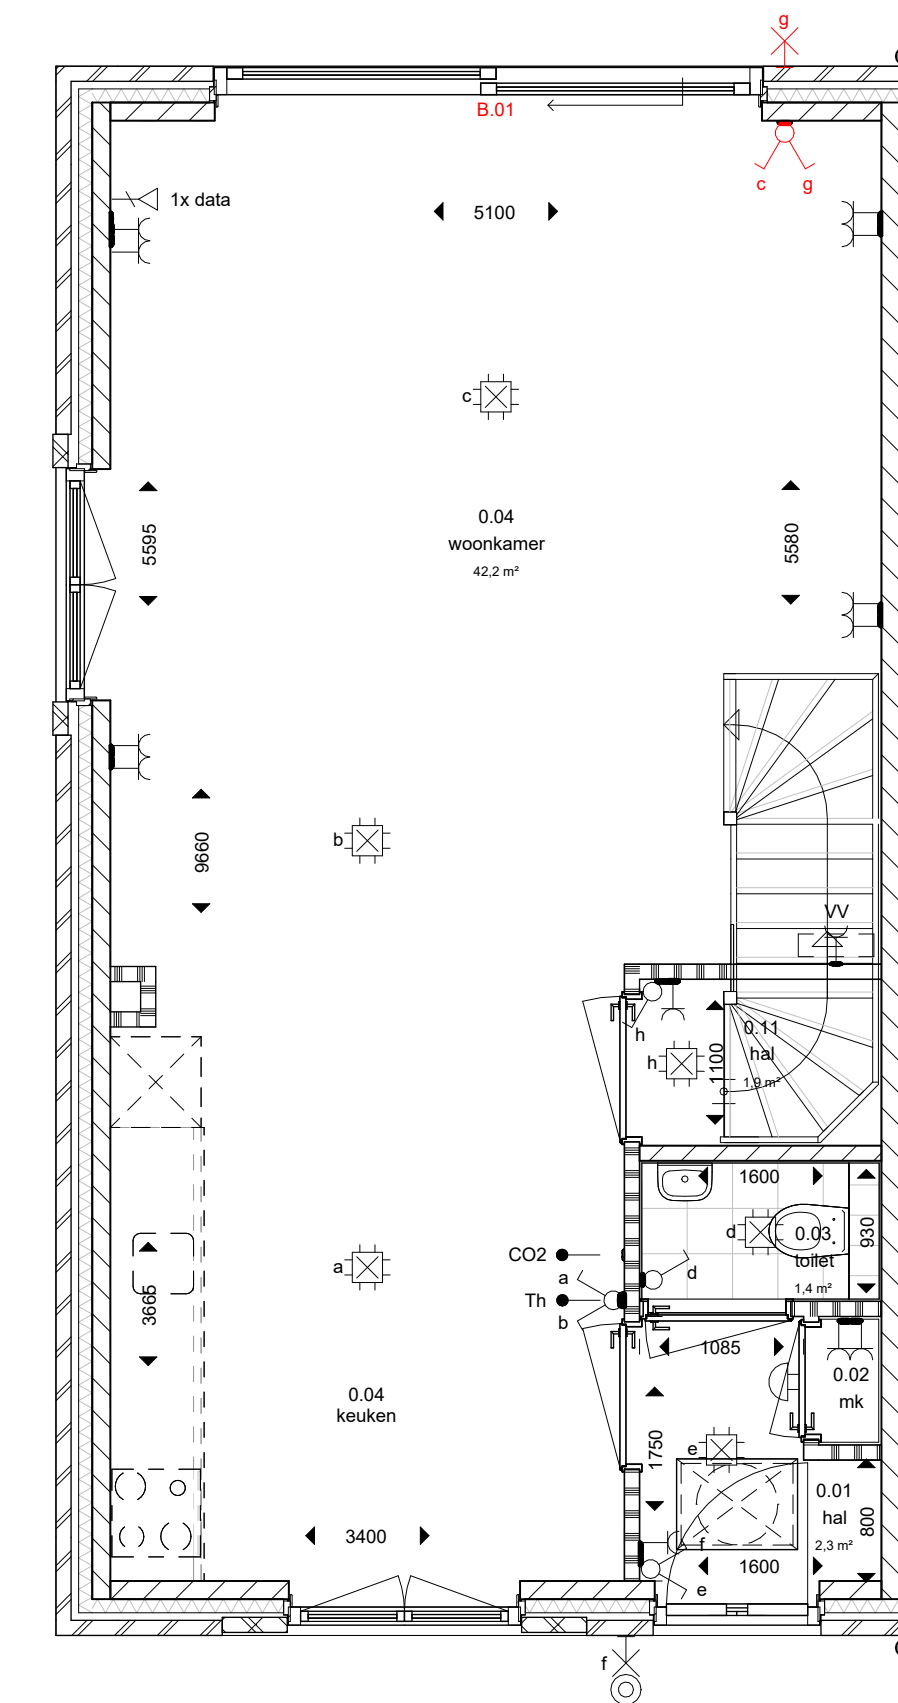 g
B.01
c
g
1x data
5100
c
5595
5580
0.04
woonkamer
42,2 m²
b
9660
VV
h
h
1100
0.11
hal
1,9 m²
1600
d
0.03
toilet
1,4 m²
930
CO2
a
d
Th
b
a
3665
1085
0.02
mk
0.04
keuken
1750
e
0.01
hal
2,3 m²
800
3400
f
1600
e
f